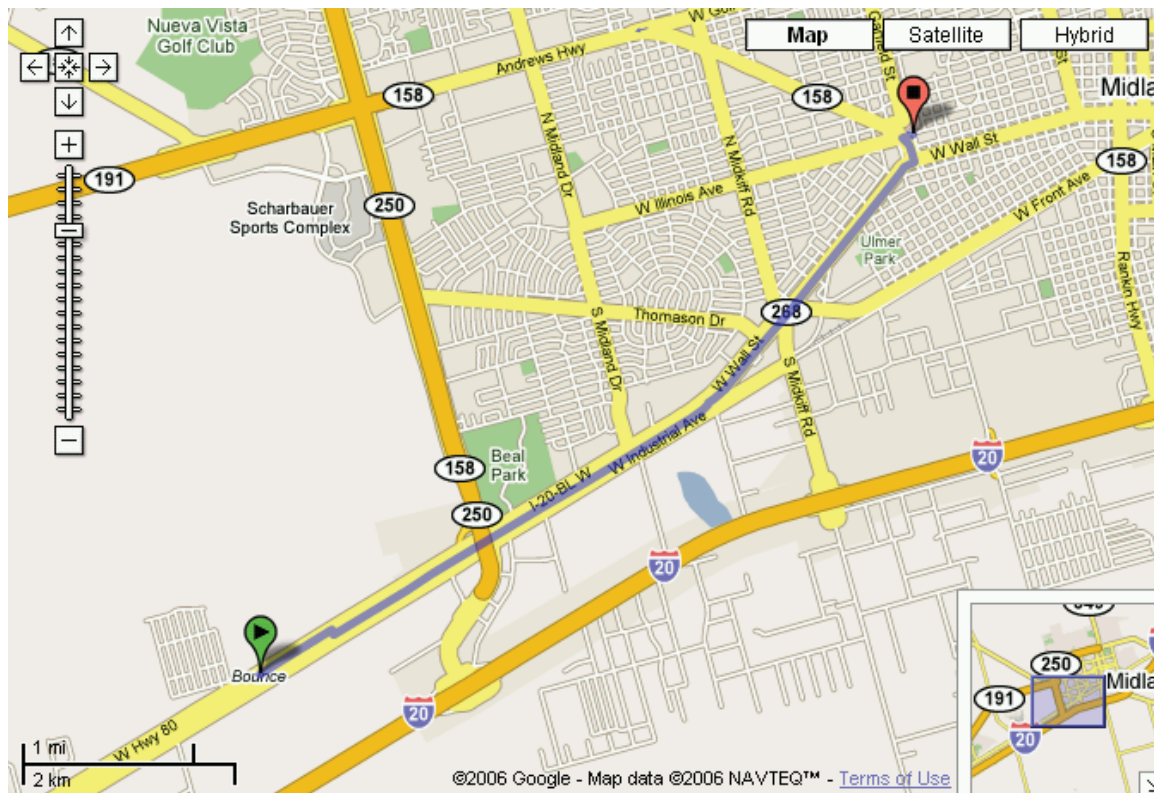 Nueva Vista
Golf Club
W Golf
Garfield St
Map
Satellite
Hybrid
Andrews Hwy
158
158
Midla
191
N Midland Dr
N Midkiff Rd
W Wall St
158
Scharbauer
Sports Complex
250
W Illinois Ave
W Front Ave
Ulmer
Park
Rankin Hwy
Thomason Dr
268
S Midland Dr
W Wall St
S Midkiff Rd
W Industrial Ave
Beal
Park
158
I-20-BL W
20
250
20
Bounce
20
W Hwy 80
250
191
Midla
20
1 mi
2 km
©2006 Google - Map data ©2006 NAVTEQ™ - Terms of Use